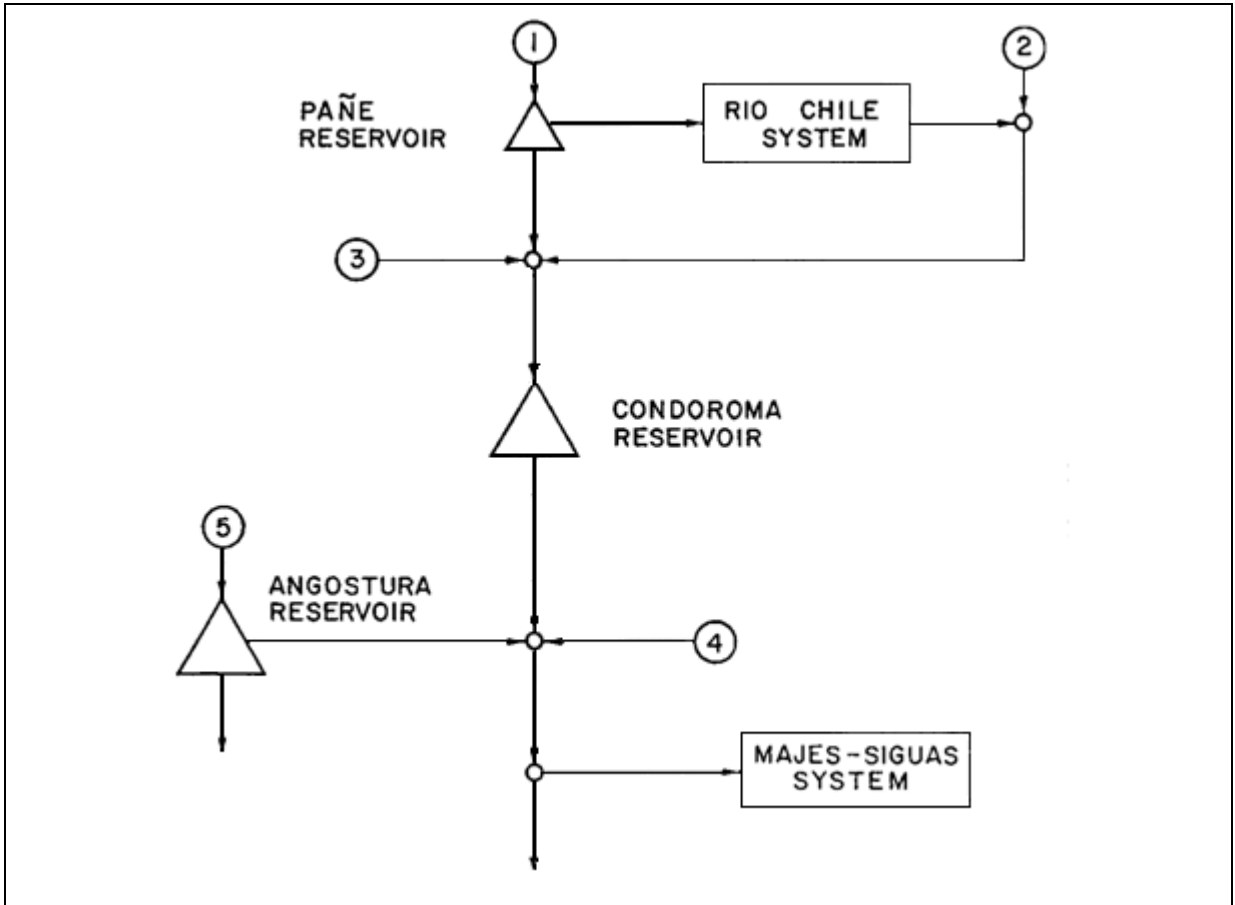 1
2
PAÑE
RESERVOIR
RIO CHILE
SYSTEM
3
CONDOROMA
RESERVOIR
5
ANGOSTURA
RESERVOIR
4
MAJES-SIGUAS
SYSTEM